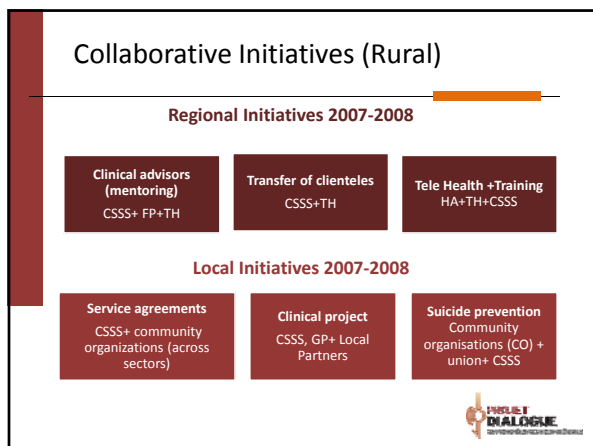 Collaborative Initiatives (Rural)
Regional Initiatives 2007-2008
Clinical advisors
(mentoring)
CSSS+ FP+TH
Transfer of clienteles
CSSS+TH
Tele Health +Training
HA+TH+CSSS
Local Initiatives 2007-2008
Service agreements
CSSS+ community
organizations (across
sectors)
Clinical project
CSSS, GP+ Local
Partners
Suicide prevention
Community
organisations (CO) +
union+ CSSS
PROJET
DIALOGUE